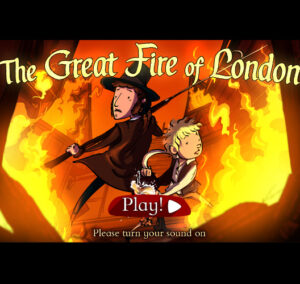 The Great Fire of London
Play!
Please turn your sound on